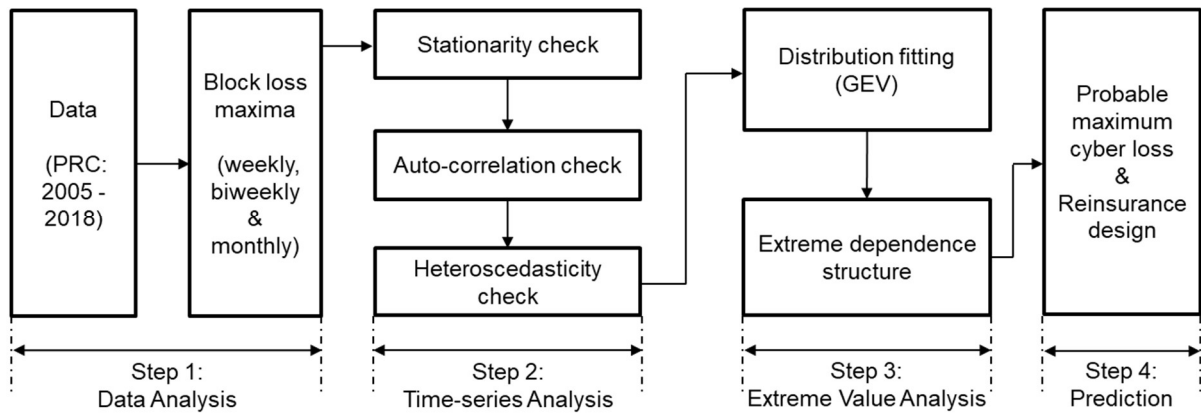 Data
(PRC:
2005 -
2018)
Block loss
maxima
(weekly,
biweekly
&
monthly)
Stationarity check
Auto-correlation check
Heteroscedasticity
check
Distribution fitting
(GEV)
Extreme dependence
structure
Probable
maximum
cyber loss
&
Reinsurance
design
Step 1:
Data Analysis
Step 2:
Time-series Analysis
Step 3:
Extreme Value Analysis
Step 4:
Prediction